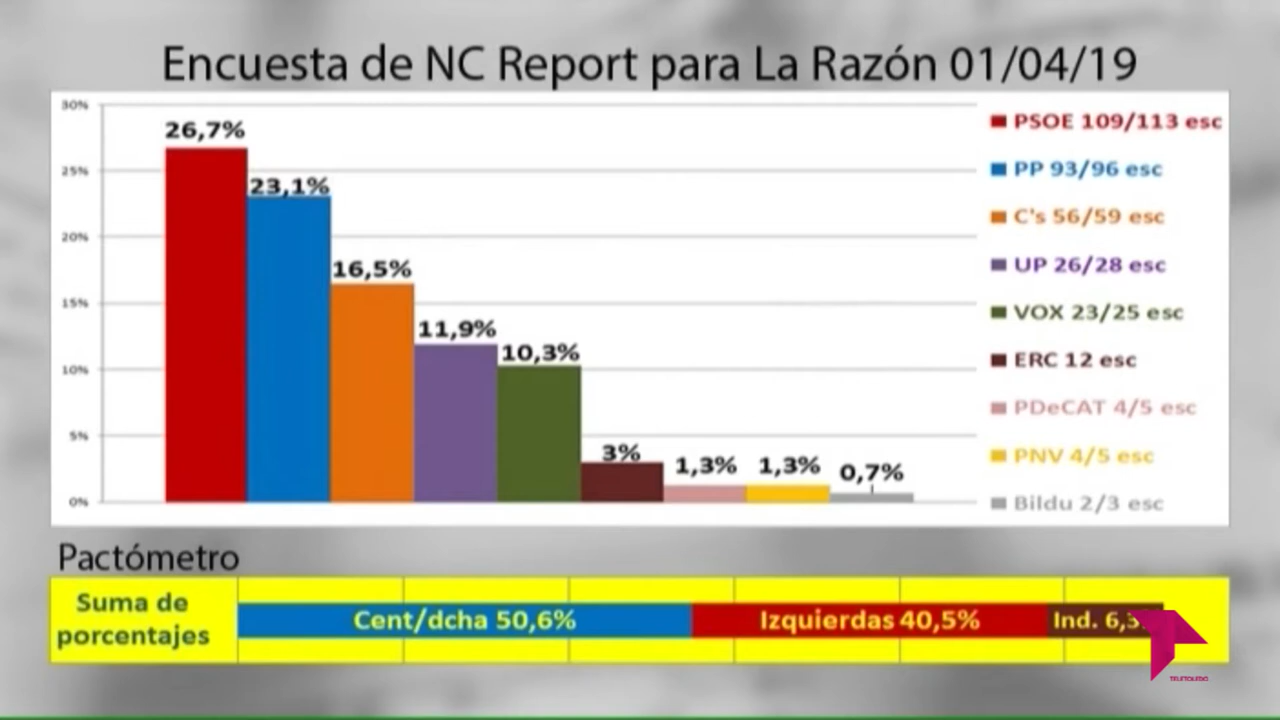 Encuesta de NC Report para La Razón 01/04/19
30%
25%
20%
15%
10%
5%
0%
26,7%
23,1%
16,5%
11,9%
10,3%
3%
1,3%
1,3%
0,7%
PSOE 109/113 esc
PP 93/96 esc
C's 56/59 esc
UP 26/28 esc
VOX 23/25 esc
ERC 12 esc
PDeCAT 4/5 esc
PNV 4/5 esc
Bildu 2/3 esc
Pactómetro
Suma de
porcentajes
Cent/dcha 50,6%
Izquierdas 40,5%
Ind.